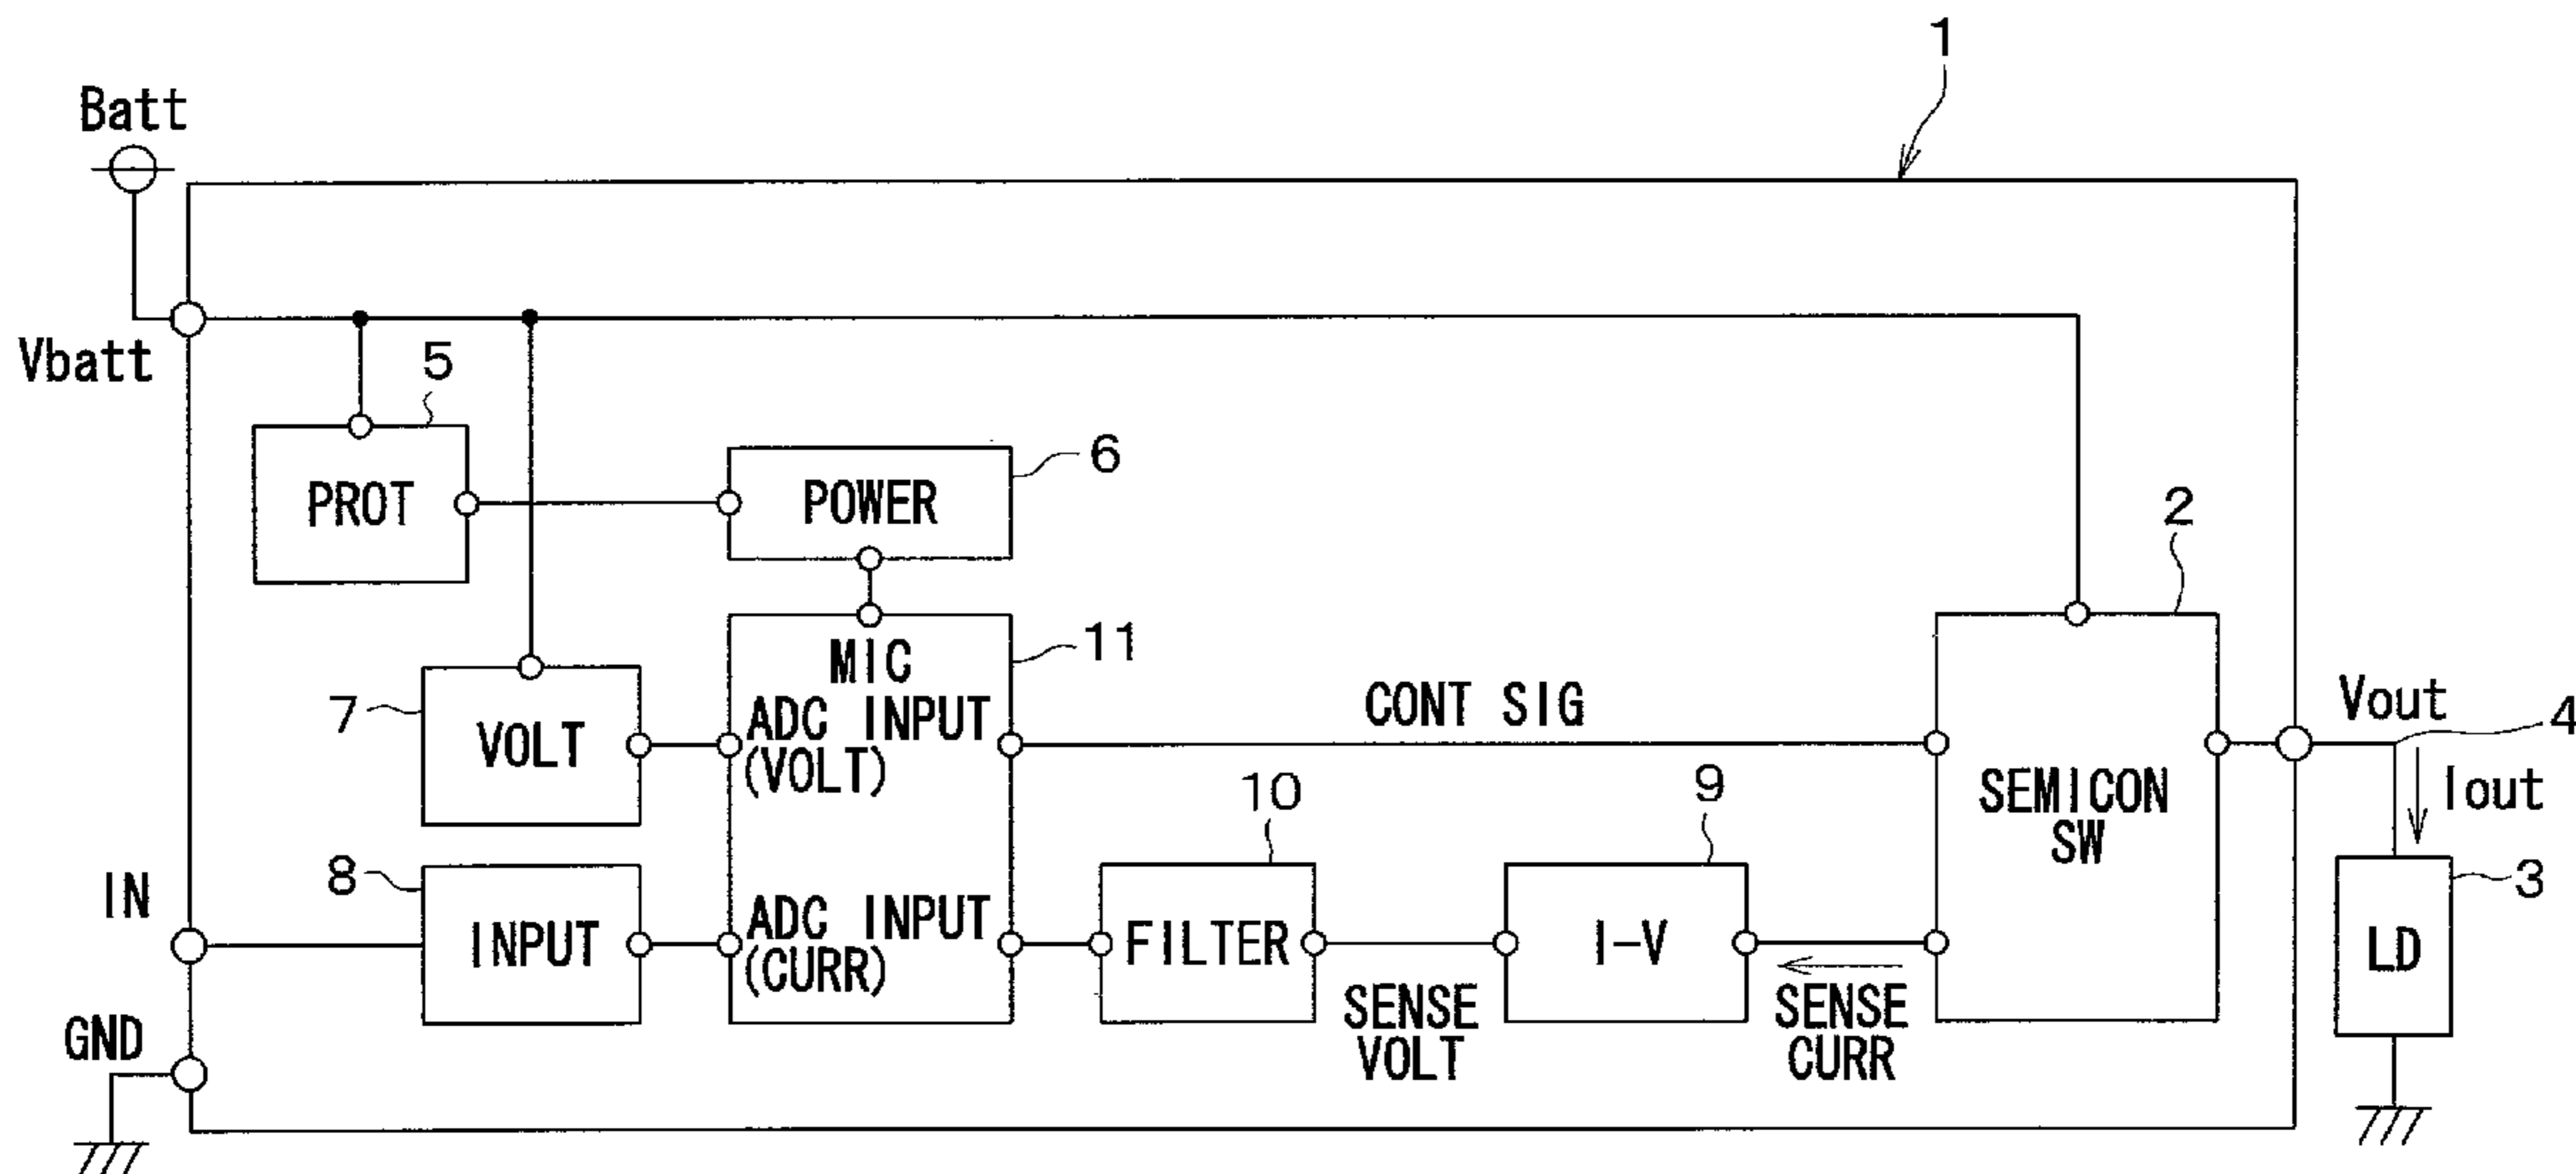 1
Batt
Vbatt
5
PROT
6
POWER
2
7
VOLT
MIC
11
ADC INPUT
(VOLT)
CONT SIG
Vout
4
Iout
SEMICON
SW
8
IN
INPUT
ADC INPUT
(CURR)
10
FILTER
9
I-V
3
LD
SENSE
VOLT
SENSE
CURR
GND